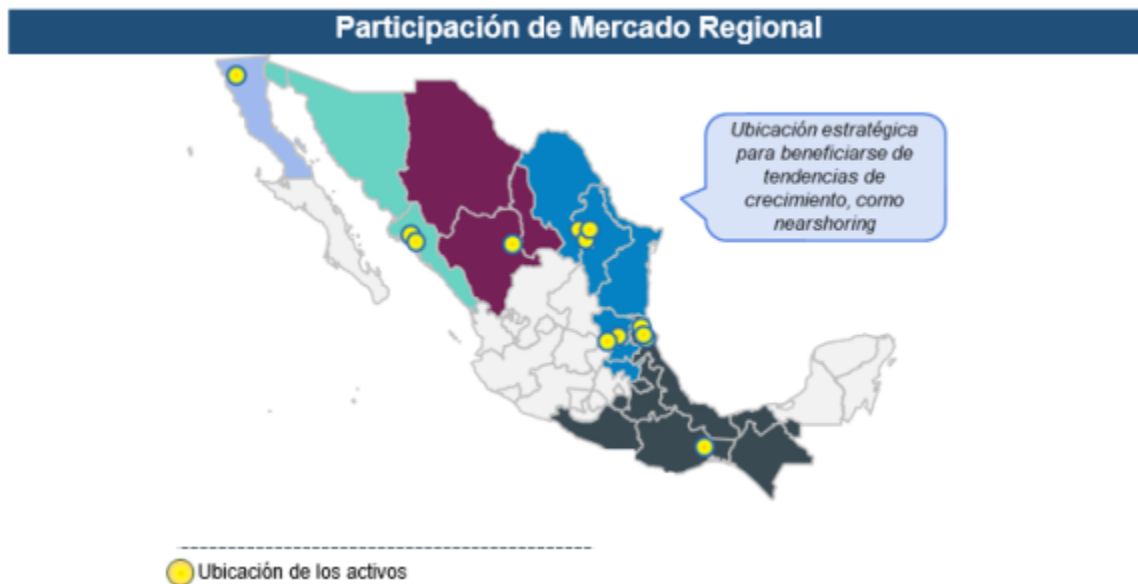 Participación de Mercado Regional
Ubicación estratégica
para beneficiarse de
tendencias de
crecimiento, como
nearshoring
Ubicación de los activos